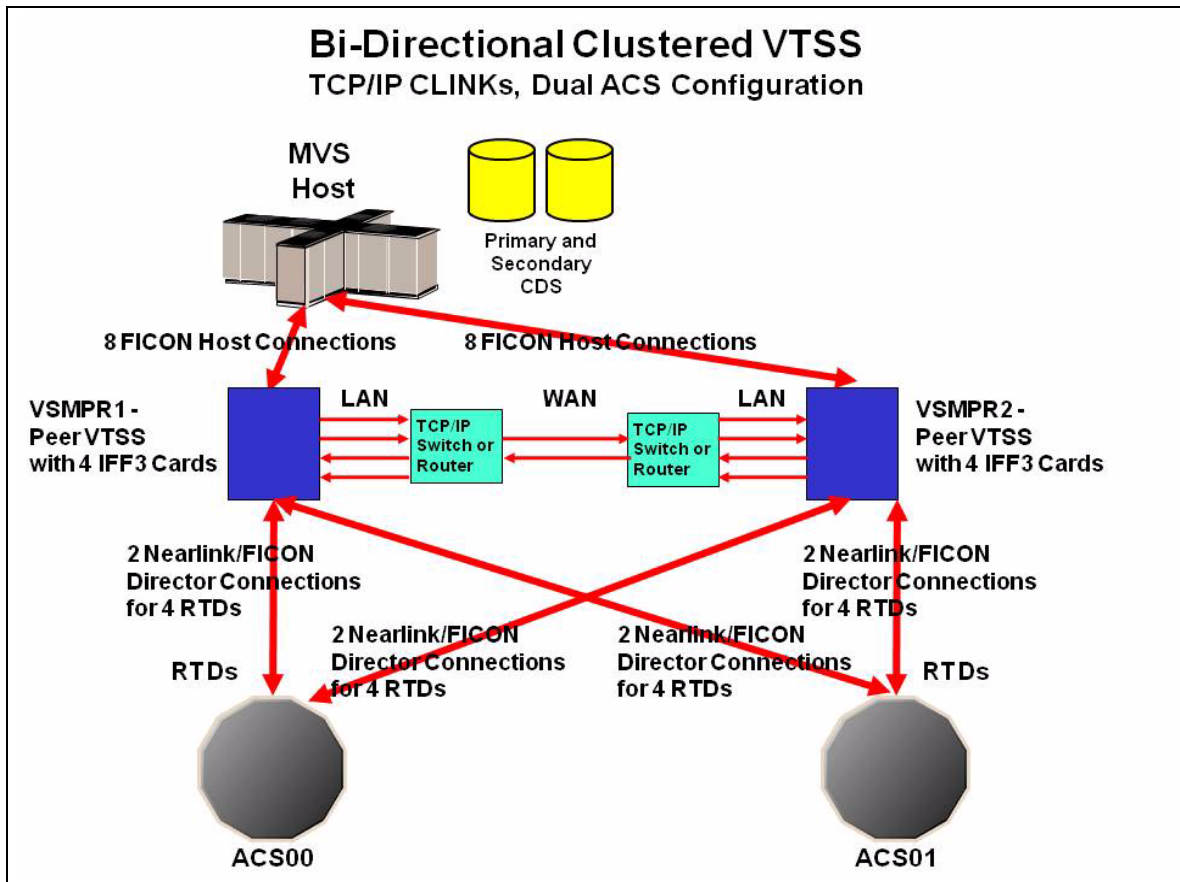 Bi-Directional Clustered VTSS
TCP/IP CLINKs, Dual ACS Configuration
MVS
Host
Primary and
Secondary
CDS
8 FICON Host Connections
8 FICON Host Connections
VSMPR1 -
Peer VTSS
with 4 IFF3 Cards
LAN
TCP/IP
Switch or
Router
WAN
TCP/IP
Switch or
Router
LAN
VSMPR2 -
Peer VTSS
with 4 IFF3 Cards
2 Nearlink/FICON
Director Connections
for 4 RTDs
2 Nearlink/FICON
Director Connections
for 4 RTDs
2 Nearlink/FICON
Director Connections
for 4 RTDs
2 Nearlink/FICON
Director Connections
for 4 RTDs
RTDs
RTDs
ACS00
ACS01